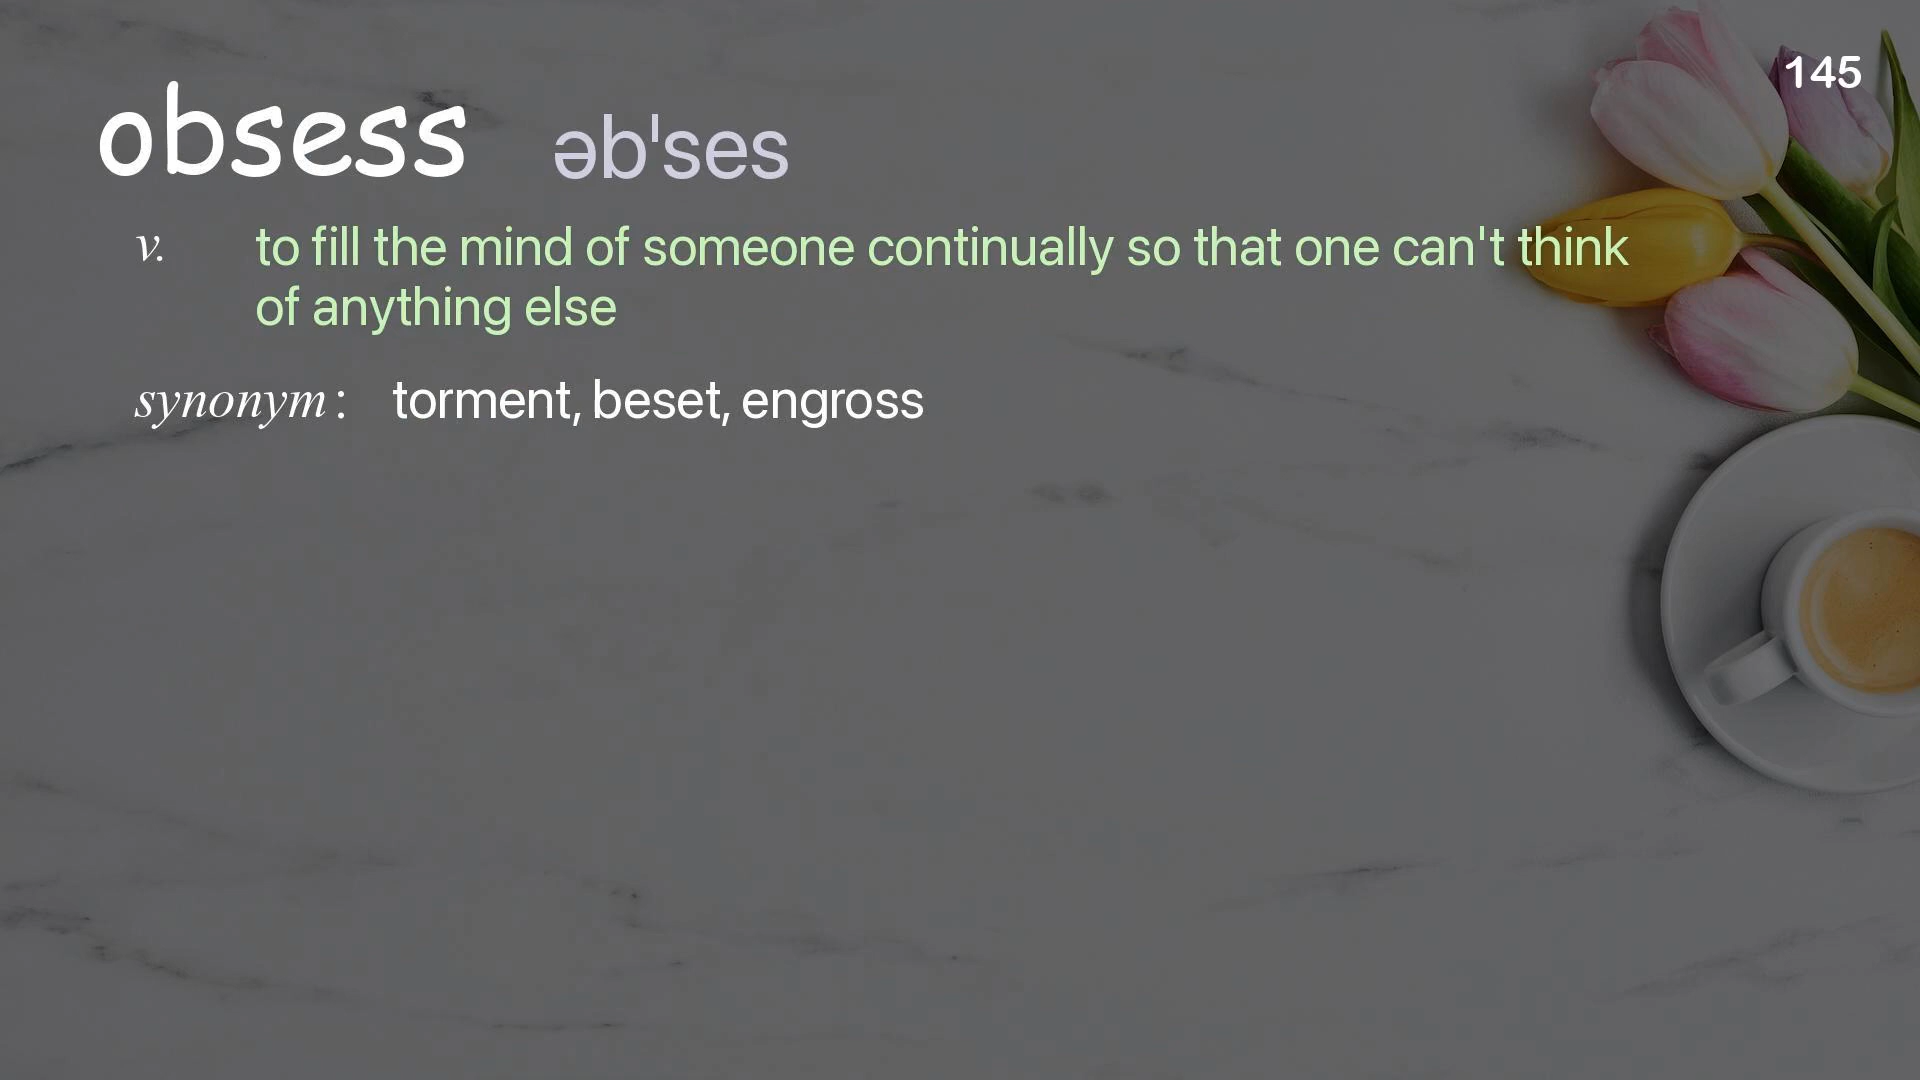 145
obsess əb'ses
v. to fill the mind of someone continually so that one can't think
of anything else
synonym : torment, beset, engross